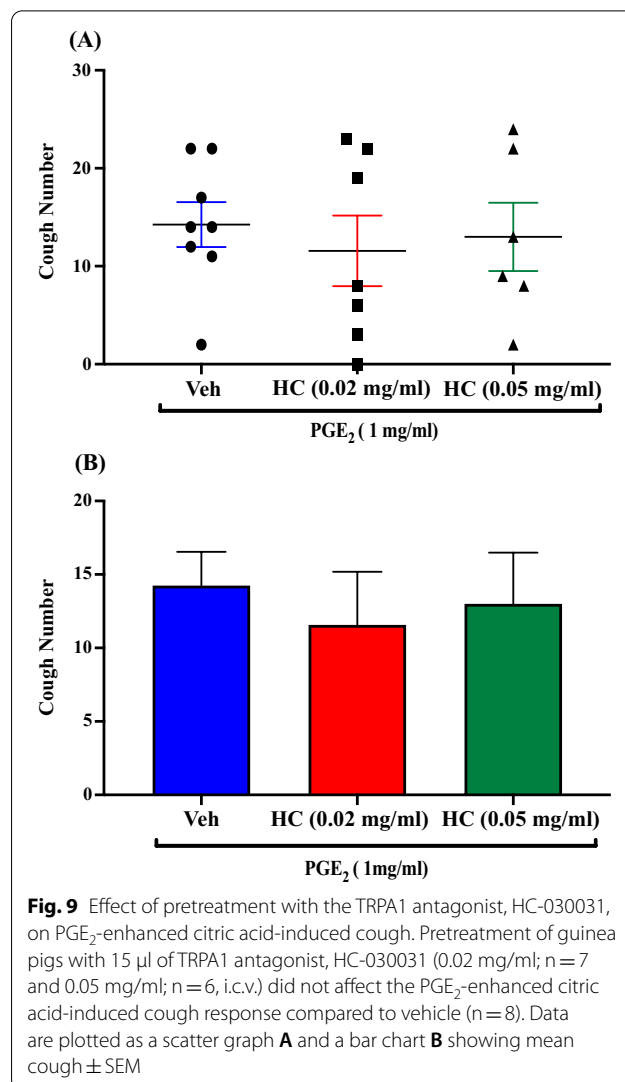 (A)
30
20
10
0
Cough Number
Veh HC (0.02 mg/ml) HC (0.05 mg/ml)
PGE₂ ( 1 mg/ml)
(B)
20
15
10
5
0
Cough Number
Veh HC (0.02 mg/ml) HC (0.05 mg/ml)
PGE₂ ( 1mg/ml)
Fig. 9 Effect of pretreatment with the TRPA1 antagonist, HC-030031,
on PGE₂-enhanced citric acid-induced cough. Pretreatment of guinea
pigs with 15 µl of TRPA1 antagonist, HC-030031 (0.02 mg/ml; n = 7
and 0.05 mg/ml; n = 6, i.c.v.) did not affect the PGE₂-enhanced citric
acid-induced cough response compared to vehicle (n = 8). Data
are plotted as a scatter graph A and a bar chart B showing mean
cough ± SEM